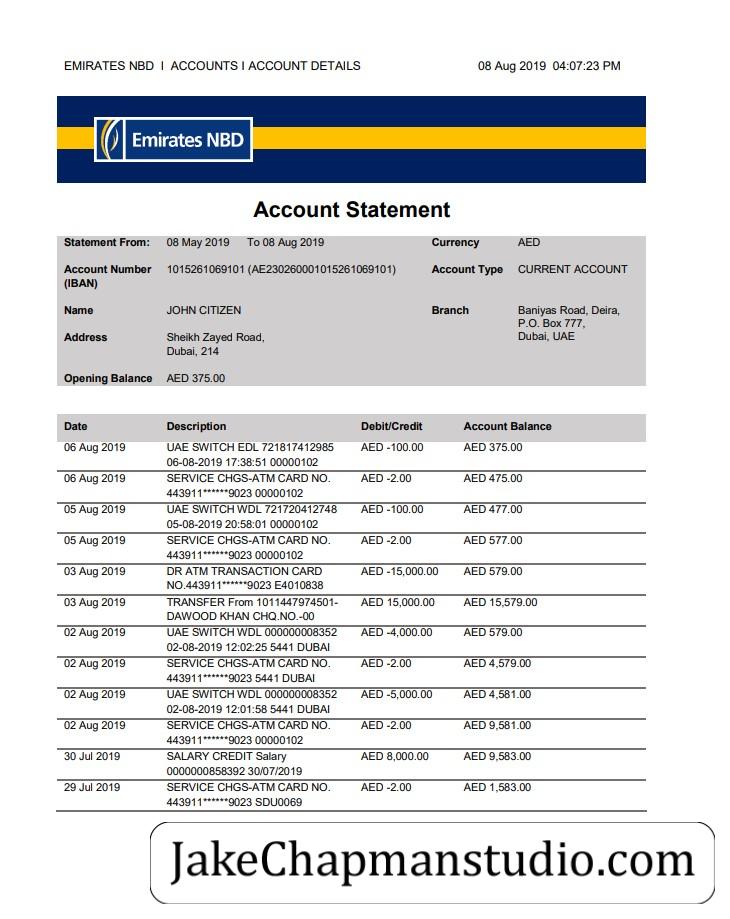 EMIRATES NBD I ACCOUNTS I ACCOUNT DETAILS 08 Aug 2019 04:07:23 PM
Emirates NBD
Account Statement
Statement From: 08 May 2019 To 08 Aug 2019 Currency AED
Account Number 1015261069101 (AE230260001015261069101) Account Type CURRENT ACCOUNT
(IBAN)
Name JOHN CITIZEN Branch Baniyas Road, Deira,
P.O. Box 777,
Address Sheikh Zayed Road, Dubai, UAE
Dubai, 214
Opening Balance AED 375.00
Date Description Debit/Credit Account Balance
06 Aug 2019 UAE SWITCH EDL 721817412985 AED -100.00 AED 375.00
06-08-2019 17:38:51 00000102
06 Aug 2019 SERVICE CHGS-ATM CARD NO. AED -2.00 AED 475.00
443911******9023 00000102
05 Aug 2019 UAE SWITCH WDL 721720412748 AED -100.00 AED 477.00
05-08-2019 20:58:01 00000102
05 Aug 2019 SERVICE CHGS-ATM CARD NO. AED -2.00 AED 577.00
443911******9023 00000102
03 Aug 2019 DR ATM TRANSACTION CARD AED -15,000.00 AED 579.00
NO.443911******9023 E4010838
03 Aug 2019 TRANSFER From 1011447974501- AED 15,000.00 AED 15,579.00
DAWOOD KHAN CHQ.NO.-00
02 Aug 2019 UAE SWITCH WDL 000000008352 AED -4,000.00 AED 579.00
02-08-2019 12:02:25 5441 DUBAI
02 Aug 2019 SERVICE CHGS-ATM CARD NO. AED -2.00 AED 4,579.00
443911******9023 5441 DUBAI
02 Aug 2019 UAE SWITCH WDL 000000008352 AED -5,000.00 AED 4,581.00
02-08-2019 12:01:58 5441 DUBAI
02 Aug 2019 SERVICE CHGS-ATM CARD NO. AED -2.00 AED 9,581.00
443911******9023 00000102
30 Jul 2019 SALARY CREDIT Salary AED 8,000.00 AED 9,583.00
0000000858392 30/07/2019
29 Jul 2019 SERVICE CHGS-ATM CARD NO. AED -2.00 AED 1,583.00
443911******9023 SDU0069
JakeChapmanstudio.com